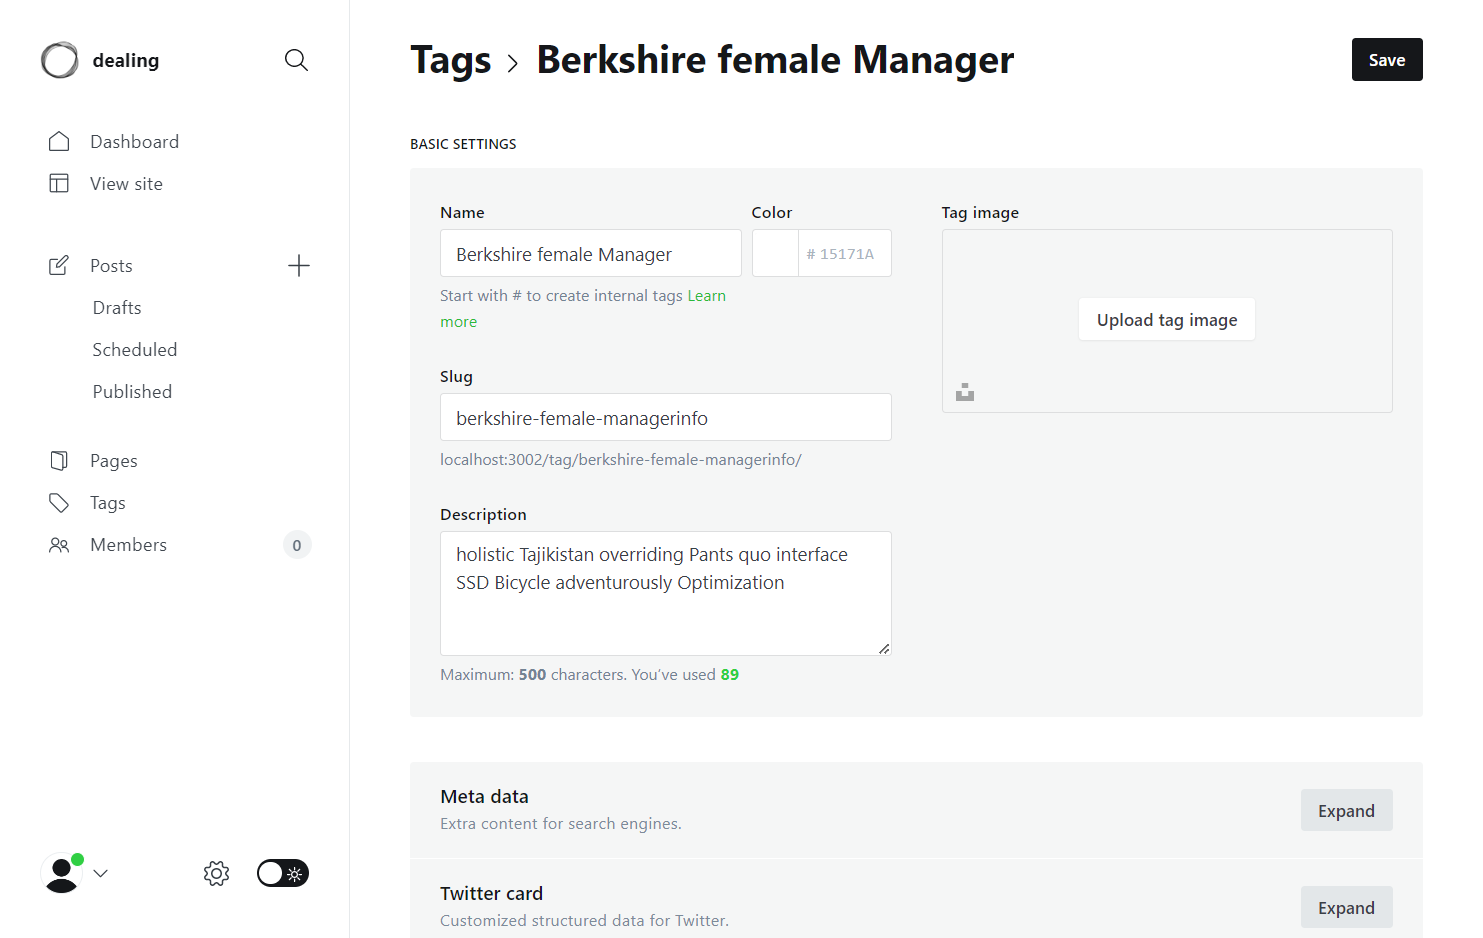 dealing
Dashboard
View site
Posts
Drafts
Scheduled
Published
Pages
Tags
Members
0
Tags
Berkshire female Manager
Save
BASIC SETTINGS
Name
Berkshire female Manager
Start with # to create internal tags Learn
more
Color
# 15171A
Slug
berkshire-female-managerinfo
localhost:3002/tag/berkshire-female-managerinfo/
Description
holistic Tajikistan overriding Pants quo interface
SSD Bicycle adventurously Optimization
Maximum: 500 characters. You’ve used 89
Tag image
Upload tag image
Meta data
Extra content for search engines.
Expand
Twitter card
Customized structured data for Twitter.
Expand